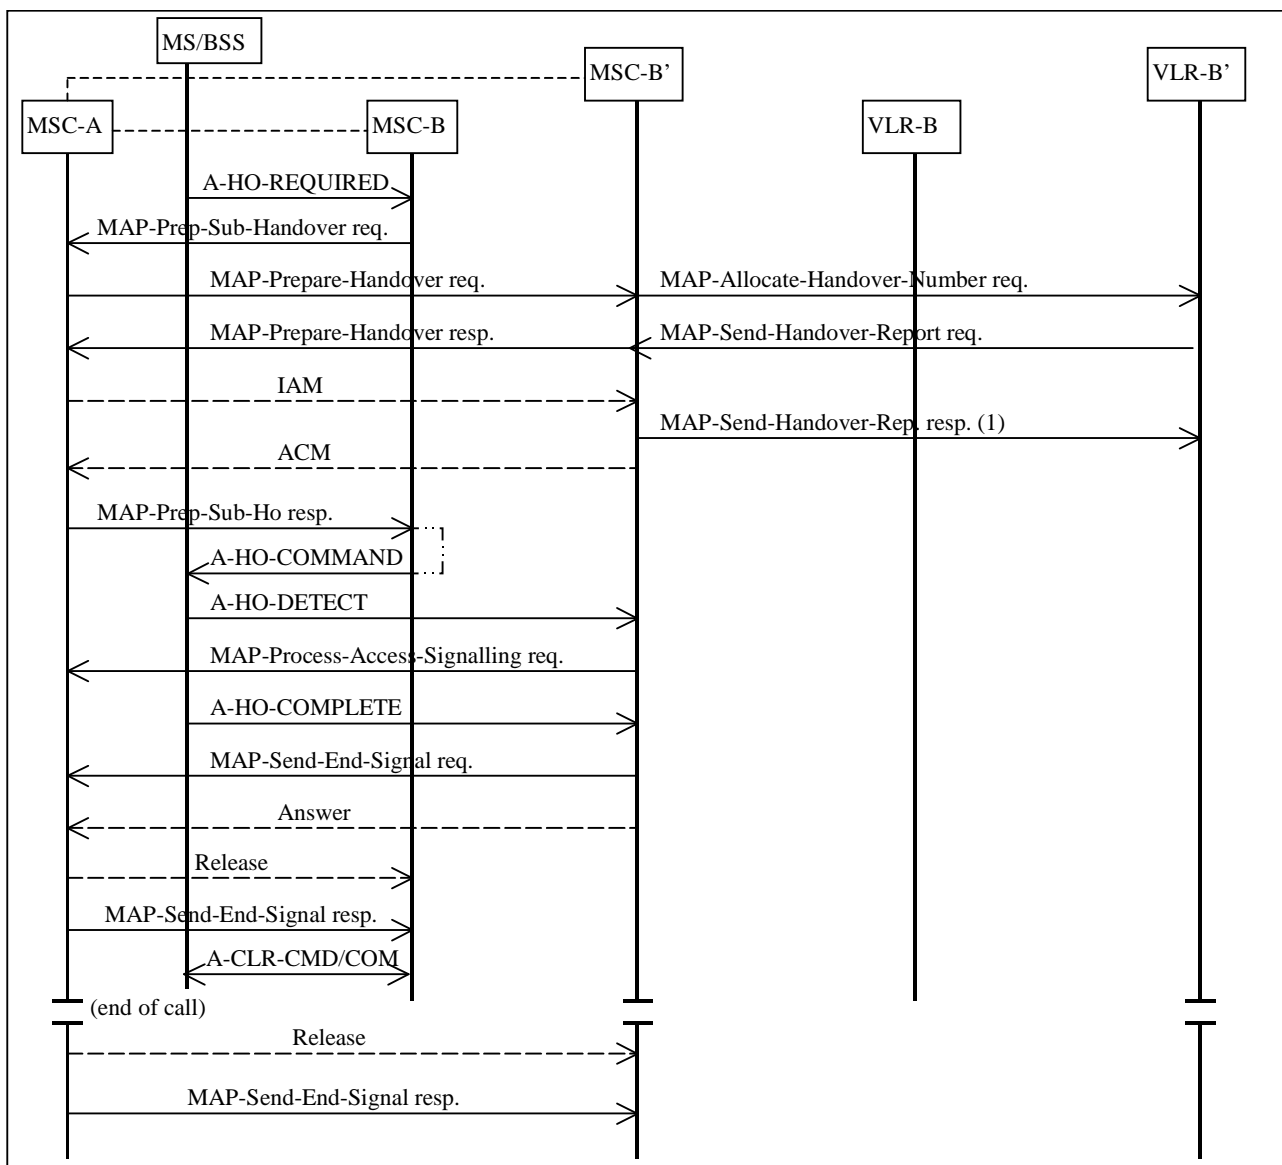 MS/BSS
MSC-B’
VLR-B’
MSC-A
MSC-B
VLR-B
A-HO-REQUIRED
MAP-Prep-Sub-Handover req.
MAP-Prepare-Handover req.
MAP-Allocate-Handover-Number req.
MAP-Prepare-Handover resp.
MAP-Send-Handover-Report req.
IAM
MAP-Send-Handover-Rep. resp. (1)
ACM
MAP-Prep-Sub-Ho resp.
A-HO-COMMAND
A-HO-DETECT
MAP-Process-Access-Signalling req.
A-HO-COMPLETE
MAP-Send-End-Signal req.
Answer
Release
MAP-Send-End-Signal resp.
A-CLR-CMD/COM
(end of call)
Release
MAP-Send-End-Signal resp.